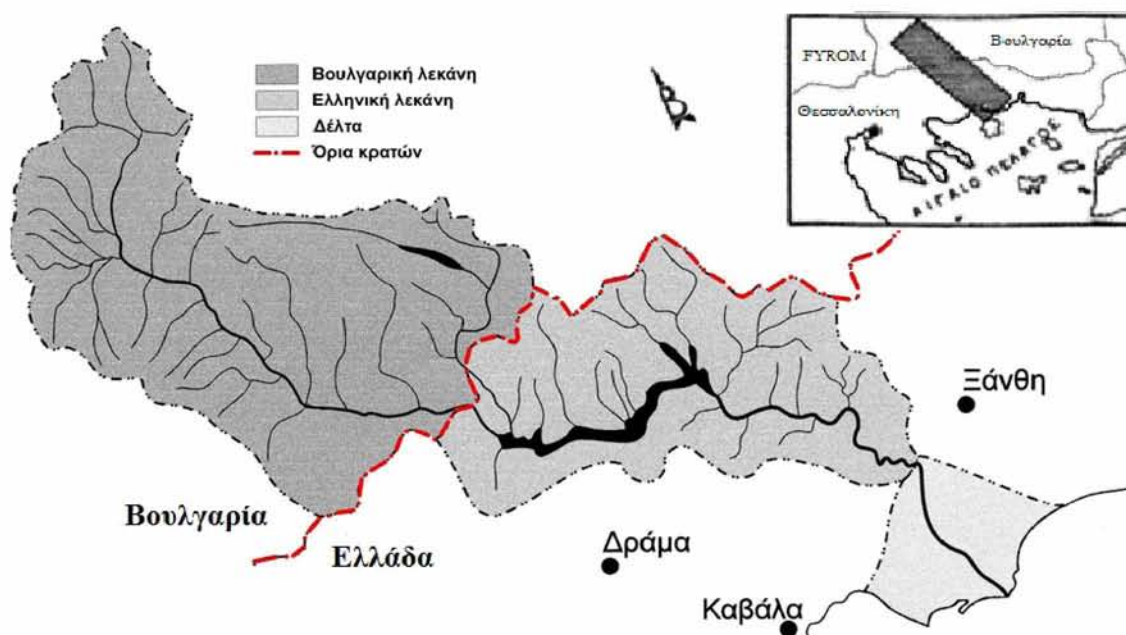 Βουλγαρική λεκάνη
Ελληνική λεκάνη
Δέλτα
Όρια κρατών
FYROM
Βουλγαρία
Θεσσαλονίκη
ΑΙΓΑΙΟ ΠΕΛΑΓΟΣ
Ξάνθη
Βουλγαρία
Ελλάδα
Δράμα
Καβάλα